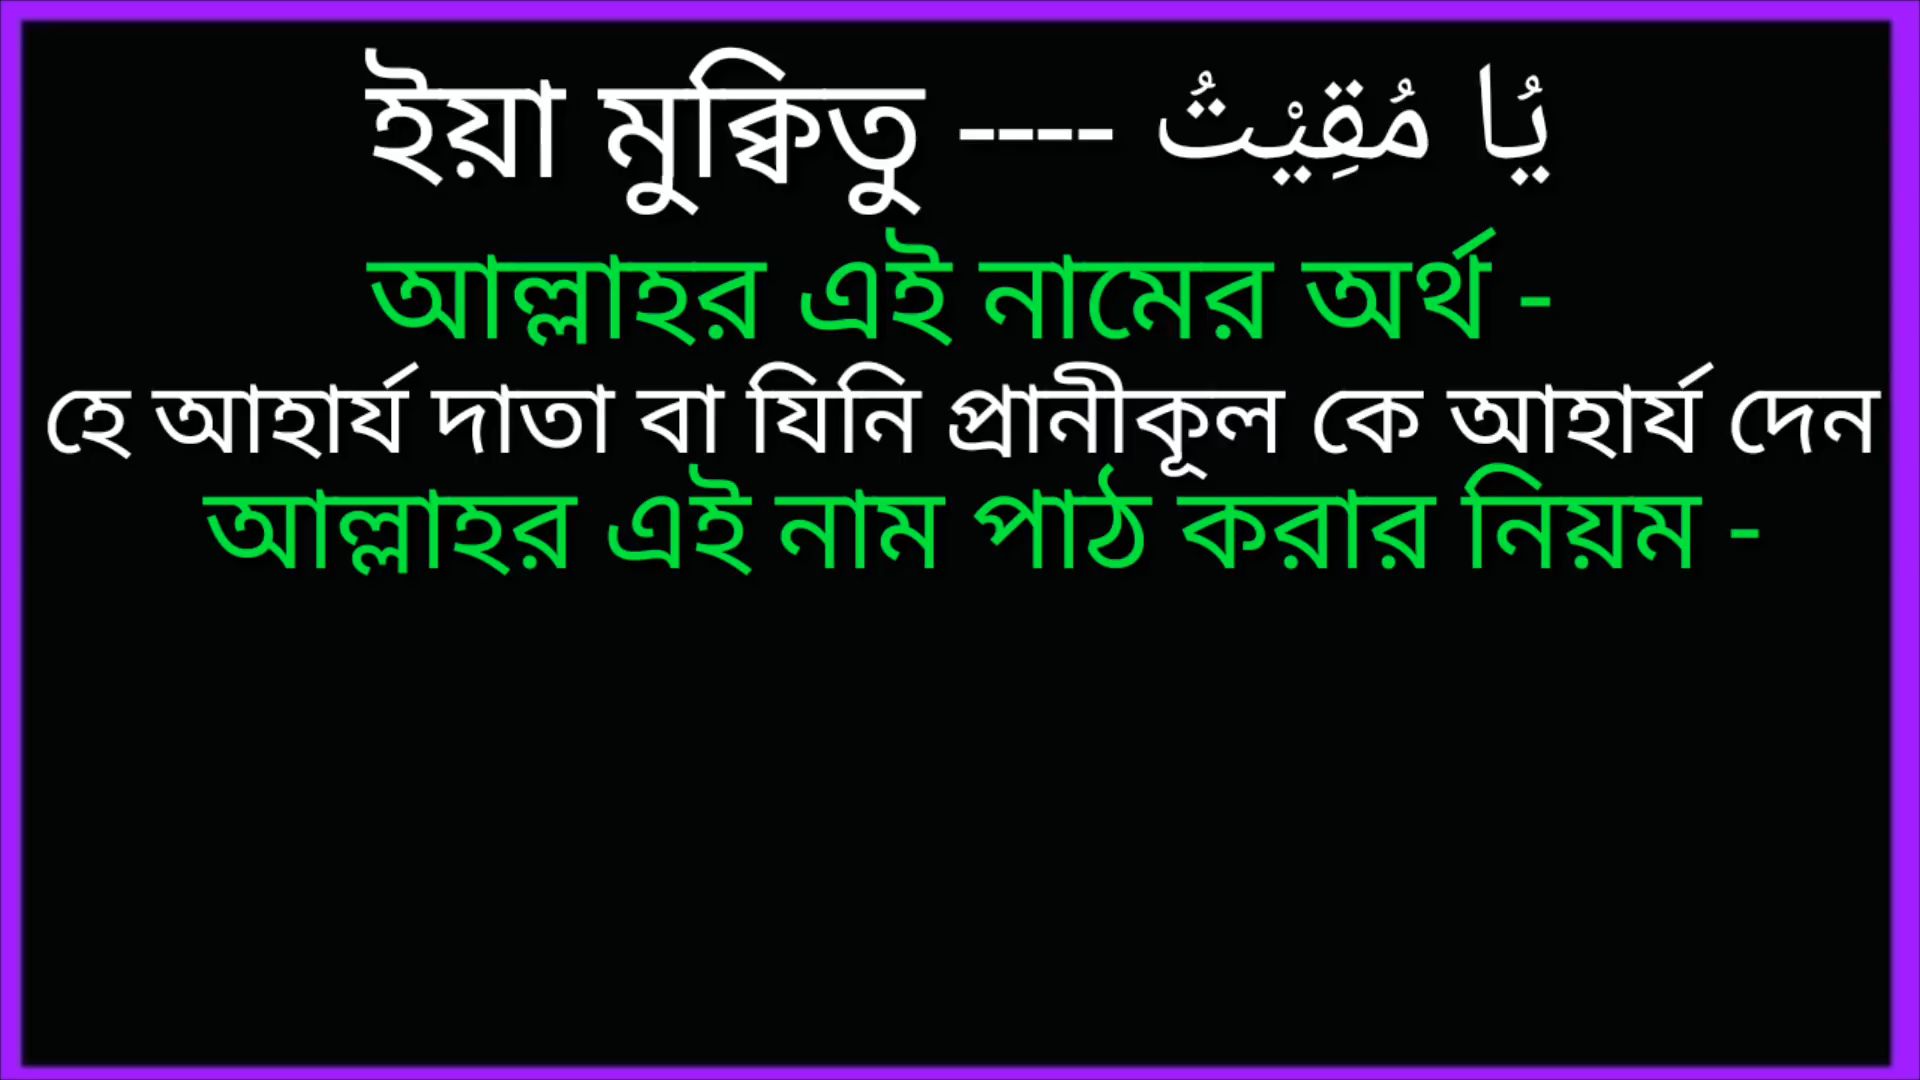 ইয়া মুক্বিতু ---- يُا مُقِيْتُ
আল্লাহর এই নামের অর্থ -
হে আহার্য দাতা বা যিনি প্রানীকূল কে আহার্য দেন
আল্লাহর এই নাম পাঠ করার নিয়ম -